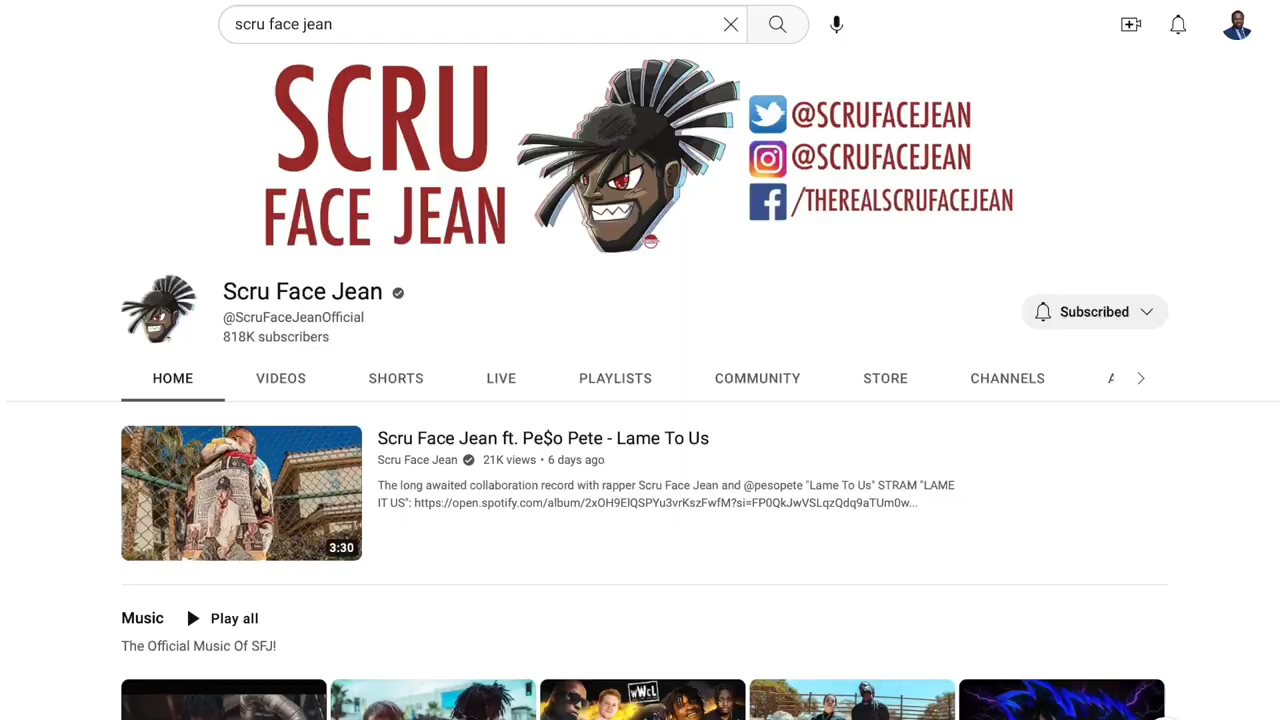 scru face jean
SCRU
FACE JEAN
@SCRUFACEJEAN
@SCRUFACEJEAN
/THEREALSCRUFACEJEAN
Scru Face Jean
@ScruFaceJeanOfficial
818K subscribers
Subscribed
HOME VIDEOS SHORTS LIVE PLAYLISTS COMMUNITY STORE CHANNELS
Scru Face Jean ft. Pe$o Pete - Lame To Us
Scru Face Jean 21K views • 6 days ago
The long awaited collaboration record with rapper Scru Face Jean and @pesopete "Lame To Us" STRAM "LAME
IT US": https://open.spotify.com/album/2xOH9ElQSPYu3vrKszFwfM?si=FP0QkJwVSLqzQdq9aTUm0w...
3:30
Music Play all
The Official Music Of SFJ!
WWCL